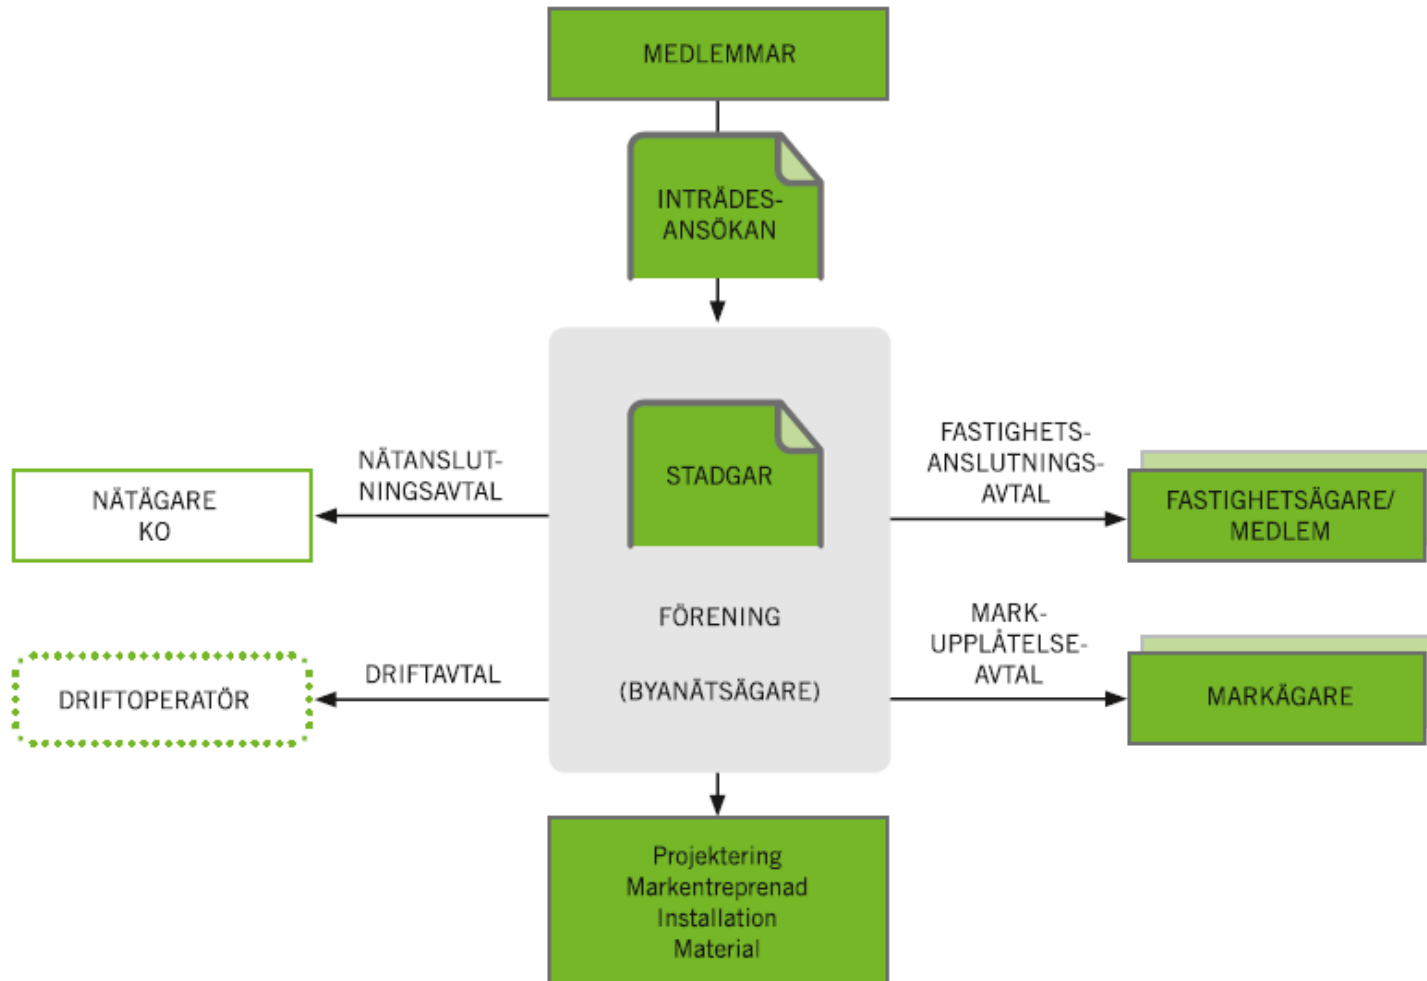 MEDLEMMAR
INTRÄDES-
ANSÖKAN
STADGAR
FÖRENING
(BYANÄTSÄGARE)
NÄTANSLUT-
NINGSAVTAL
NÄTÄGARE
KO
DRIFTAVTAL
DRIFTOPERATÖR
FASTIGHETS-
ANSLUTNINGS-
AVTAL
FASTIGHETSÄGARE/
MEDLEM
MARK-
UPPLÅTELSE-
AVTAL
MARKÄGARE
Projektering
Markentreprenad
Installation
Material